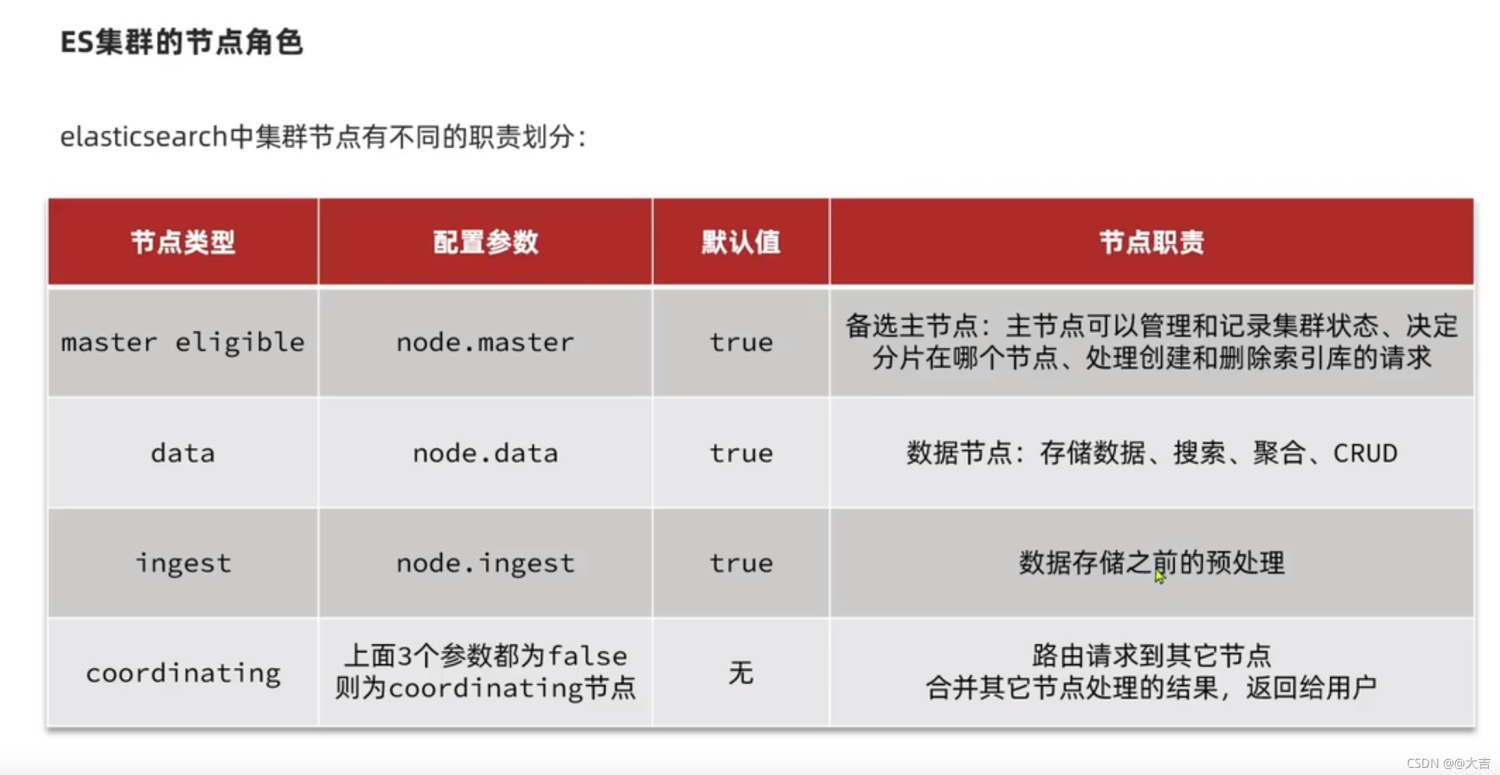 ES集群的节点角色
elasticsearch中集群节点有不同的职责划分：
节点类型 配置参数 默认值 节点职责
master eligible node.master true 备选主节点：主节点可以管理和记录集群状态、决定
分片在哪个节点、处理创建和删除索引库的请求
data node.data true 数据节点：存储数据、搜索、聚合、CRUD
ingest node.ingest true 数据存储之前的预处理
coordinating 上面3个参数都为false
则为coordinating节点 无 路由请求到其它节点
合并其它节点处理的结果，返回给用户
CSDN @@大吉